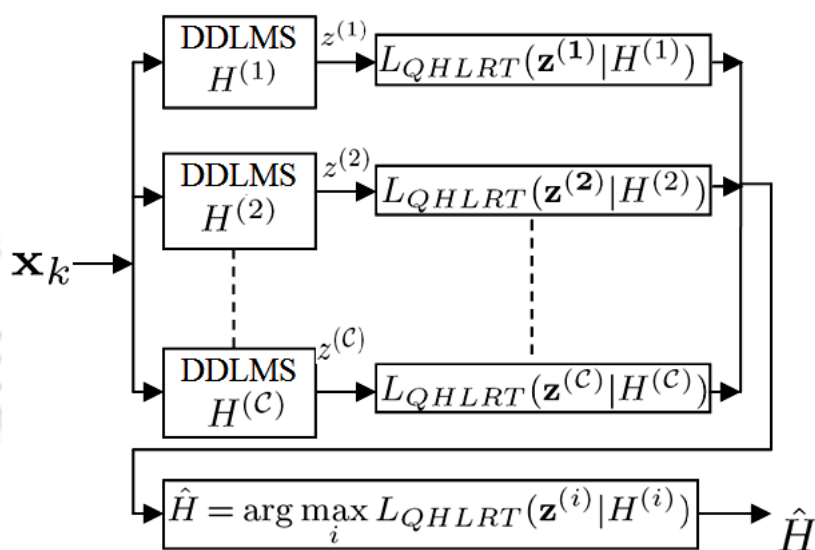 DDLMS
H^{(1)}
z^{(1)}
L_{QHLRT}(𝐳^{(𝟏)}|H^{(1)})
DDLMS
H^{(2)}
z^{(2)}
L_{QHLRT}(𝐳^{(𝟐)}|H^{(2)})
𝐱_k
DDLMS
H^{(𝒞)}
z^{(𝒞)}
L_{QHLRT}(𝐳^{(𝒞)}|H^{(𝒞)})
Ĥ = arg max_i L_{QHLRT}(𝐳^{(i)}|H^{(i)})
Ĥ